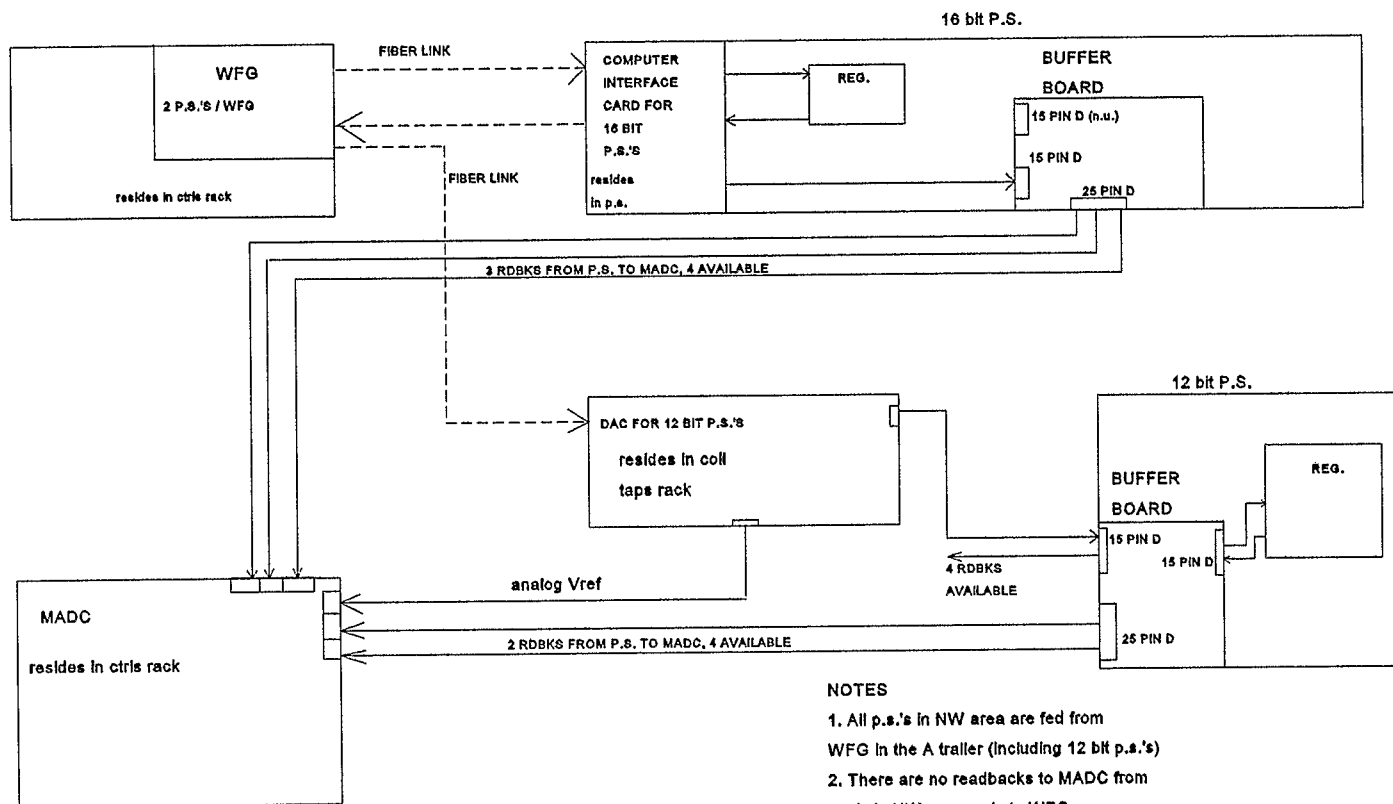 16 bit P.S.
WFG
2 P.S.'S / WFG
resides in ctrls rack
FIBER LINK
FIBER LINK
COMPUTER
INTERFACE
CARD FOR
16 BIT
P.S.'S
resides
in p.s.
REG.
BUFFER
BOARD
15 PIN D (n.u.)
15 PIN D
25 PIN D
3 RDBKS FROM P.S. TO MADC, 4 AVAILABLE
12 bit P.S.
DAC FOR 12 BIT P.S.'S
resides in coil
taps rack
BUFFER
BOARD
REG.
15 PIN D
15 PIN D
4 RDBKS
AVAILABLE
25 PIN D
analog Vref
MADC
resides in ctrls rack
2 RDBKS FROM P.S. TO MADC, 4 AVAILABLE
NOTES
1. All p.s.'s in NW area are fed from
WFG in the A trailer (including 12 bit p.s.'s)
2. There are no readbacks to MADC from